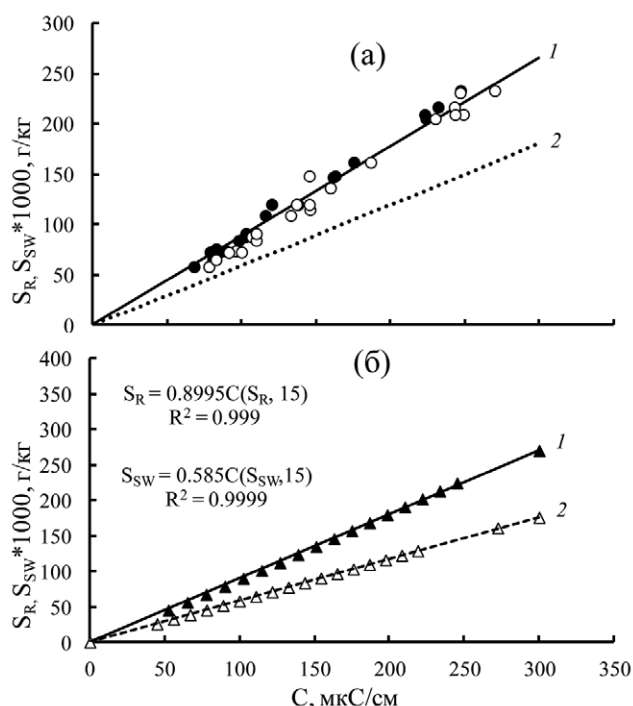 300
(а)
1
250
200
2
150
100
50
0
S_R, S_SW*1000, г/кг
400
(б)
350
S_R = 0.8995C(S_R, 15)
R² = 0.999
300
1
250
S_SW = 0.585C(S_SW,15)
R² = 0.9999
200
2
150
100
50
0
S_R, S_SW*1000, г/кг
0 50 100 150 200 250 300 350
C, мкС/см